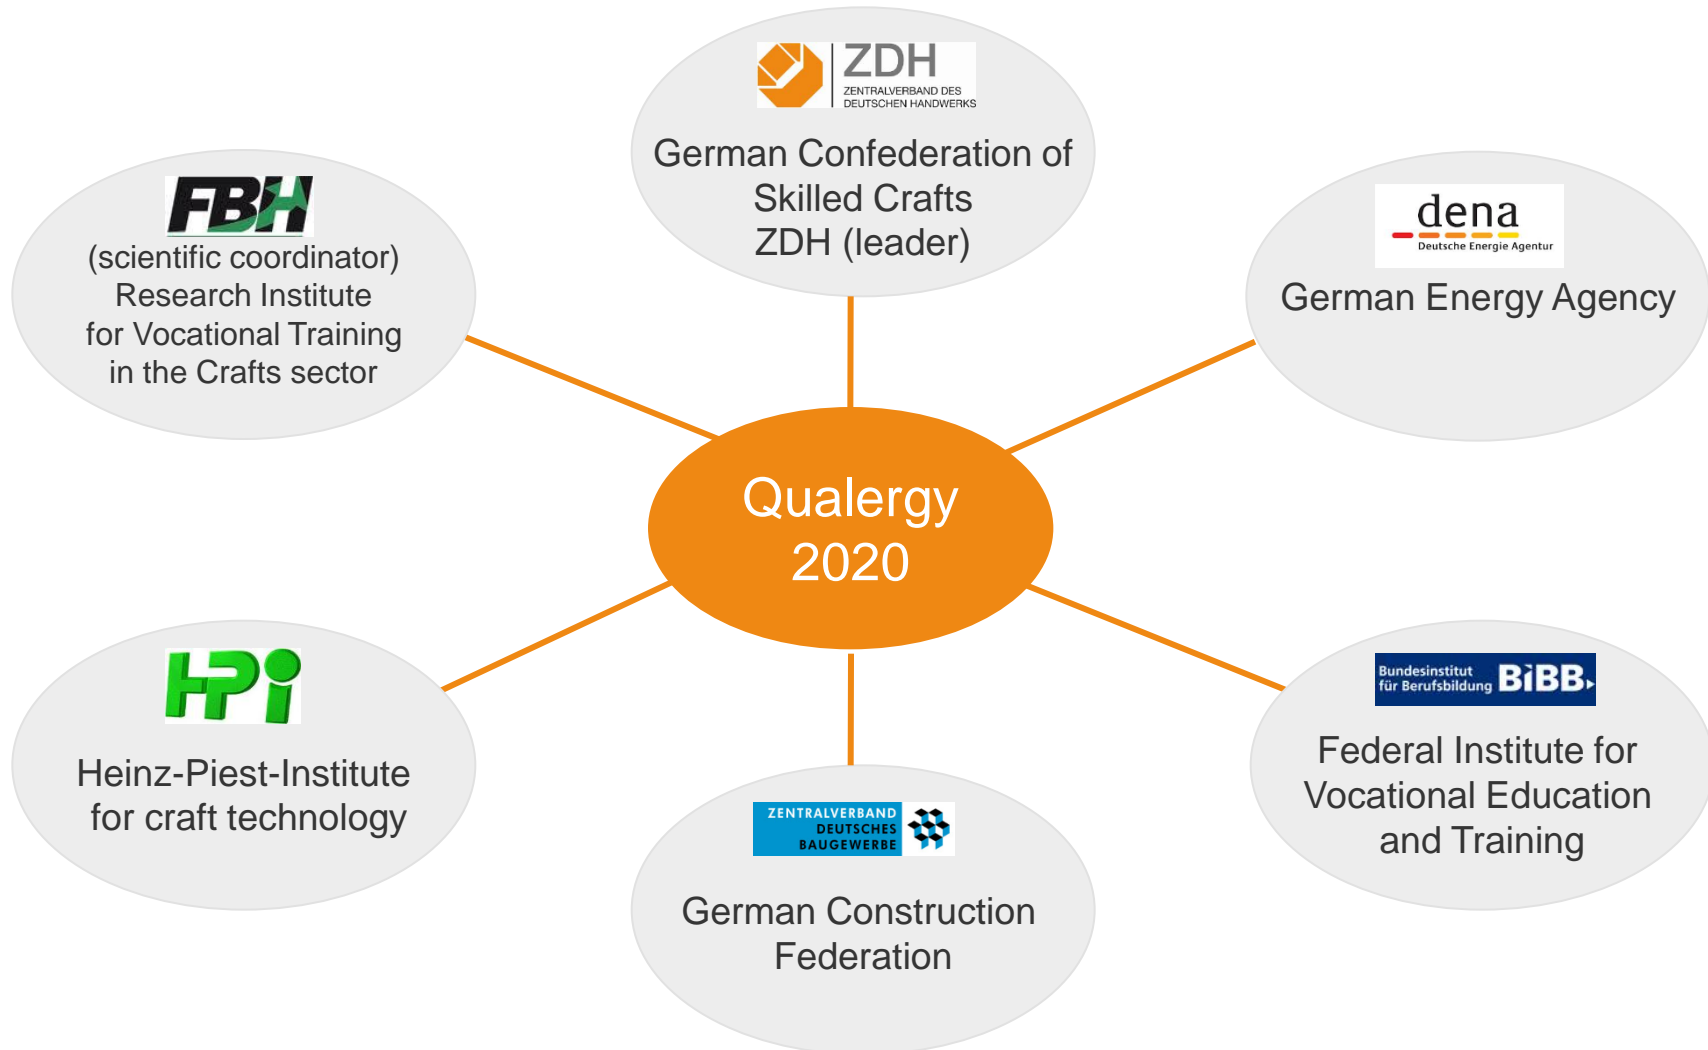 ZDH
ZENTRALVERBAND DES
DEUTSCHEN HANDWERKS
German Confederation of
Skilled Crafts
ZDH (leader)
FBH
(scientific coordinator)
Research Institute
for Vocational Training
in the Crafts sector
dena
Deutsche Energie Agentur
German Energy Agency
Qualergy
2020
HPi
Heinz-Piest-Institute
for craft technology
ZENTRALVERBAND
DEUTSCHES
BAUGEWERBE
German Construction
Federation
Bundesinstitut
für Berufsbildung BiBB
Federal Institute for
Vocational Education
and Training